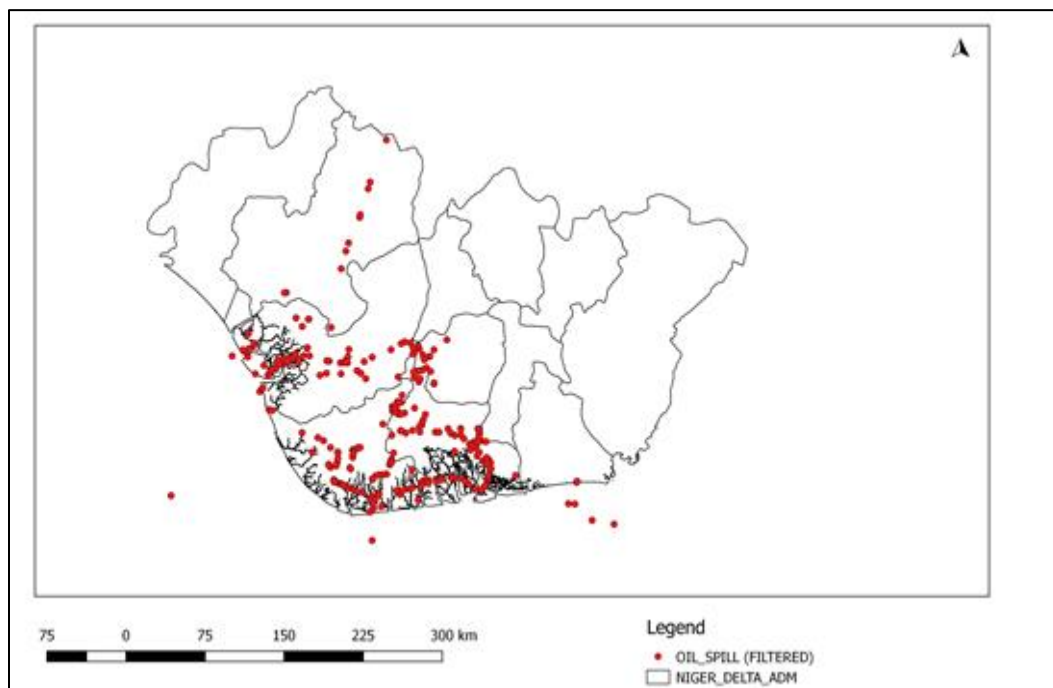 75 0 75 150 225 300 km
Legend
OIL_SPILL (FILTERED)
NIGER_DELTA_ADM